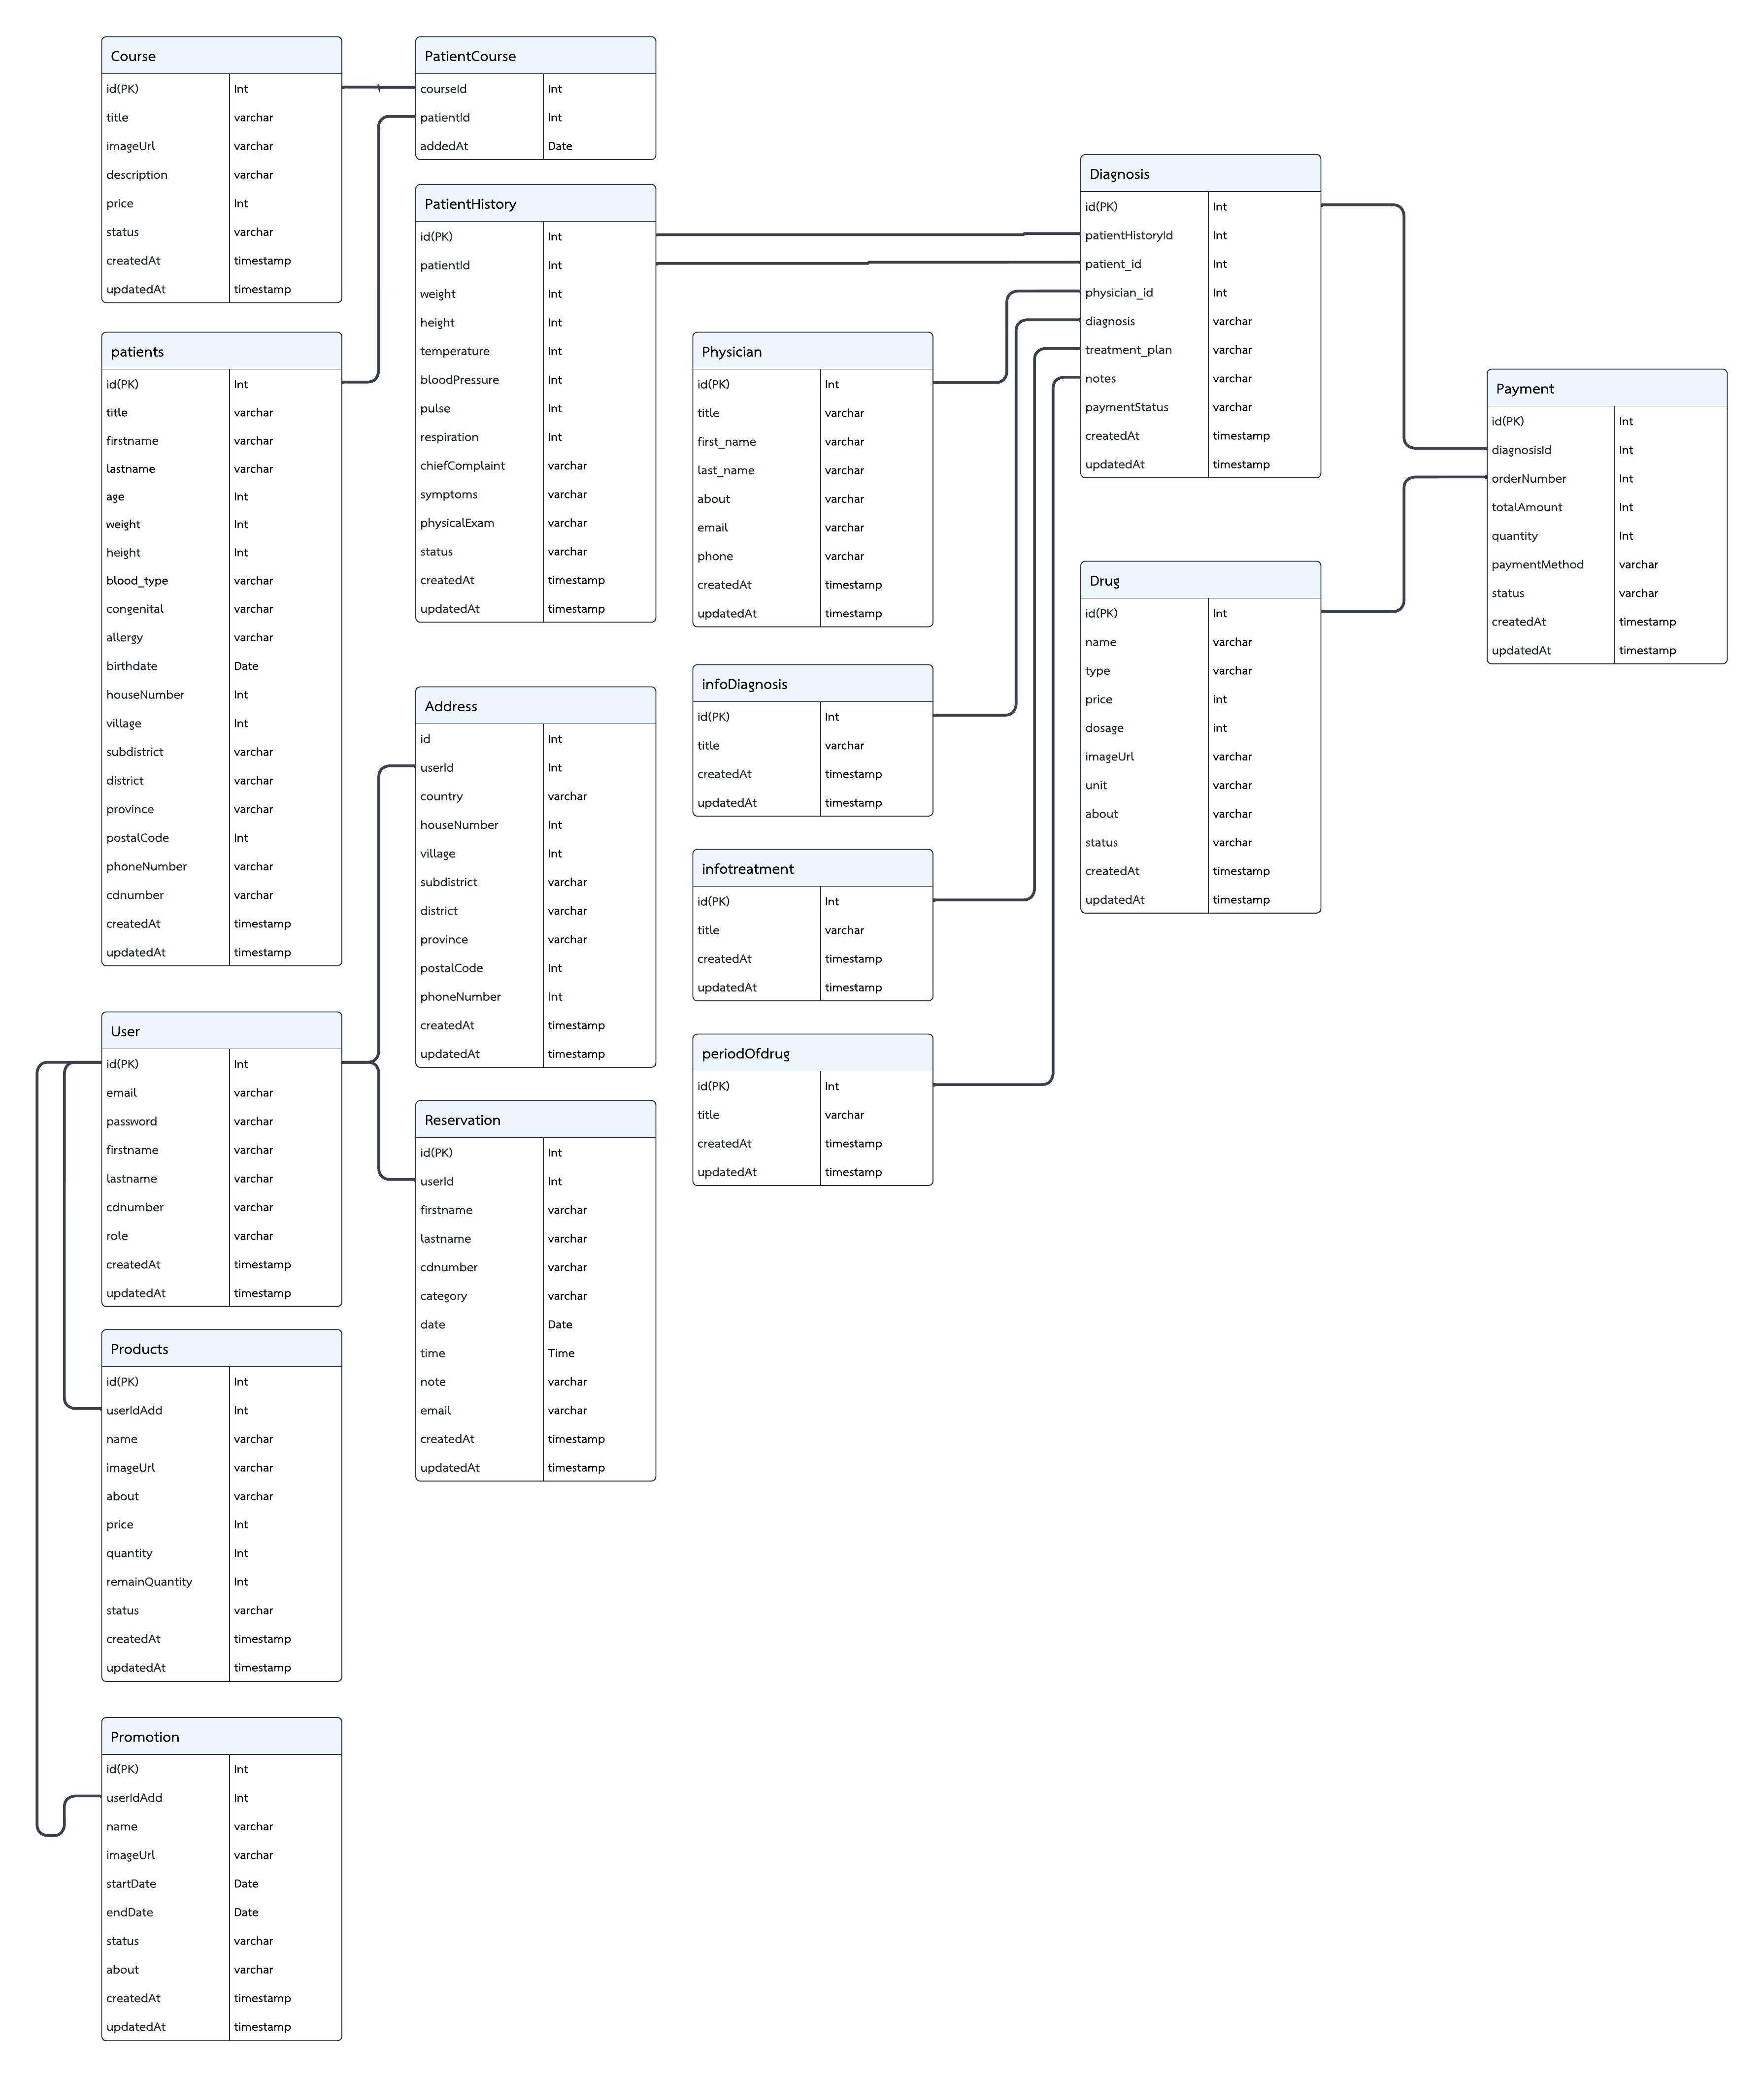 Course
id(PK) Int
title varchar
imageUrl varchar
description varchar
price Int
status varchar
createdAt timestamp
updatedAt timestamp
PatientCourse
courseId Int
patientId Int
addedAt Date
PatientHistory
id(PK) Int
patientId Int
weight Int
height Int
temperature Int
bloodPressure Int
pulse Int
respiration Int
chiefComplaint varchar
symptoms varchar
physicalExam varchar
status varchar
createdAt timestamp
updatedAt timestamp
Diagnosis
id(PK) Int
patientHistoryId Int
patient_id Int
physician_id Int
diagnosis varchar
treatment_plan varchar
notes varchar
paymentStatus varchar
createdAt timestamp
updatedAt timestamp
patients
id(PK) Int
title varchar
firstname varchar
lastname varchar
age Int
weight Int
height Int
blood_type varchar
congenital varchar
allergy varchar
birthdate Date
houseNumber Int
village Int
subdistrict varchar
district varchar
province varchar
postalCode Int
phoneNumber varchar
cdnumber varchar
createdAt timestamp
updatedAt timestamp
Physician
id(PK) Int
title varchar
first_name varchar
last_name varchar
about varchar
email varchar
phone varchar
createdAt timestamp
updatedAt timestamp
Payment
id(PK) Int
diagnosisId Int
orderNumber Int
totalAmount Int
quantity Int
paymentMethod varchar
status varchar
createdAt timestamp
updatedAt timestamp
Drug
id(PK) Int
name varchar
type varchar
price int
dosage int
imageUrl varchar
unit varchar
about varchar
status varchar
createdAt timestamp
updatedAt timestamp
infoDiagnosis
id(PK) Int
title varchar
createdAt timestamp
updatedAt timestamp
Address
id Int
userId Int
country varchar
houseNumber Int
village Int
subdistrict varchar
district varchar
province varchar
postalCode Int
phoneNumber Int
createdAt timestamp
updatedAt timestamp
infotreatment
id(PK) Int
title varchar
createdAt timestamp
updatedAt timestamp
User
id(PK) Int
email varchar
password varchar
firstname varchar
lastname varchar
cdnumber varchar
role varchar
createdAt timestamp
updatedAt timestamp
periodOfdrug
id(PK) Int
title varchar
createdAt timestamp
updatedAt timestamp
Reservation
id(PK) Int
userId Int
firstname varchar
lastname varchar
cdnumber varchar
category varchar
date Date
time Time
note varchar
email varchar
createdAt timestamp
updatedAt timestamp
Products
id(PK) Int
userIdAdd Int
name varchar
imageUrl varchar
about varchar
price Int
quantity Int
remainQuantity Int
status varchar
createdAt timestamp
updatedAt timestamp
Promotion
id(PK) Int
userIdAdd Int
name varchar
imageUrl varchar
startDate Date
endDate Date
status varchar
about varchar
createdAt timestamp
updatedAt timestamp